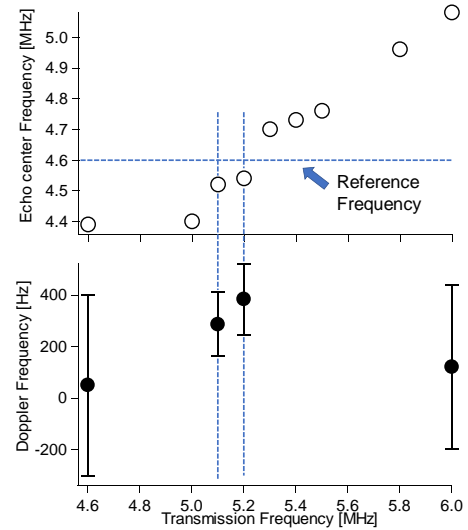 Echo center Frequency [MHz]
5.0
4.9
4.8
4.7
4.6
4.5
4.4
Reference
Frequency
Doppler Frequency [Hz]
400
200
0
-200
4.6 4.8 5.0 5.2 5.4 5.6 5.8 6.0
Transmission Frequency [MHz]